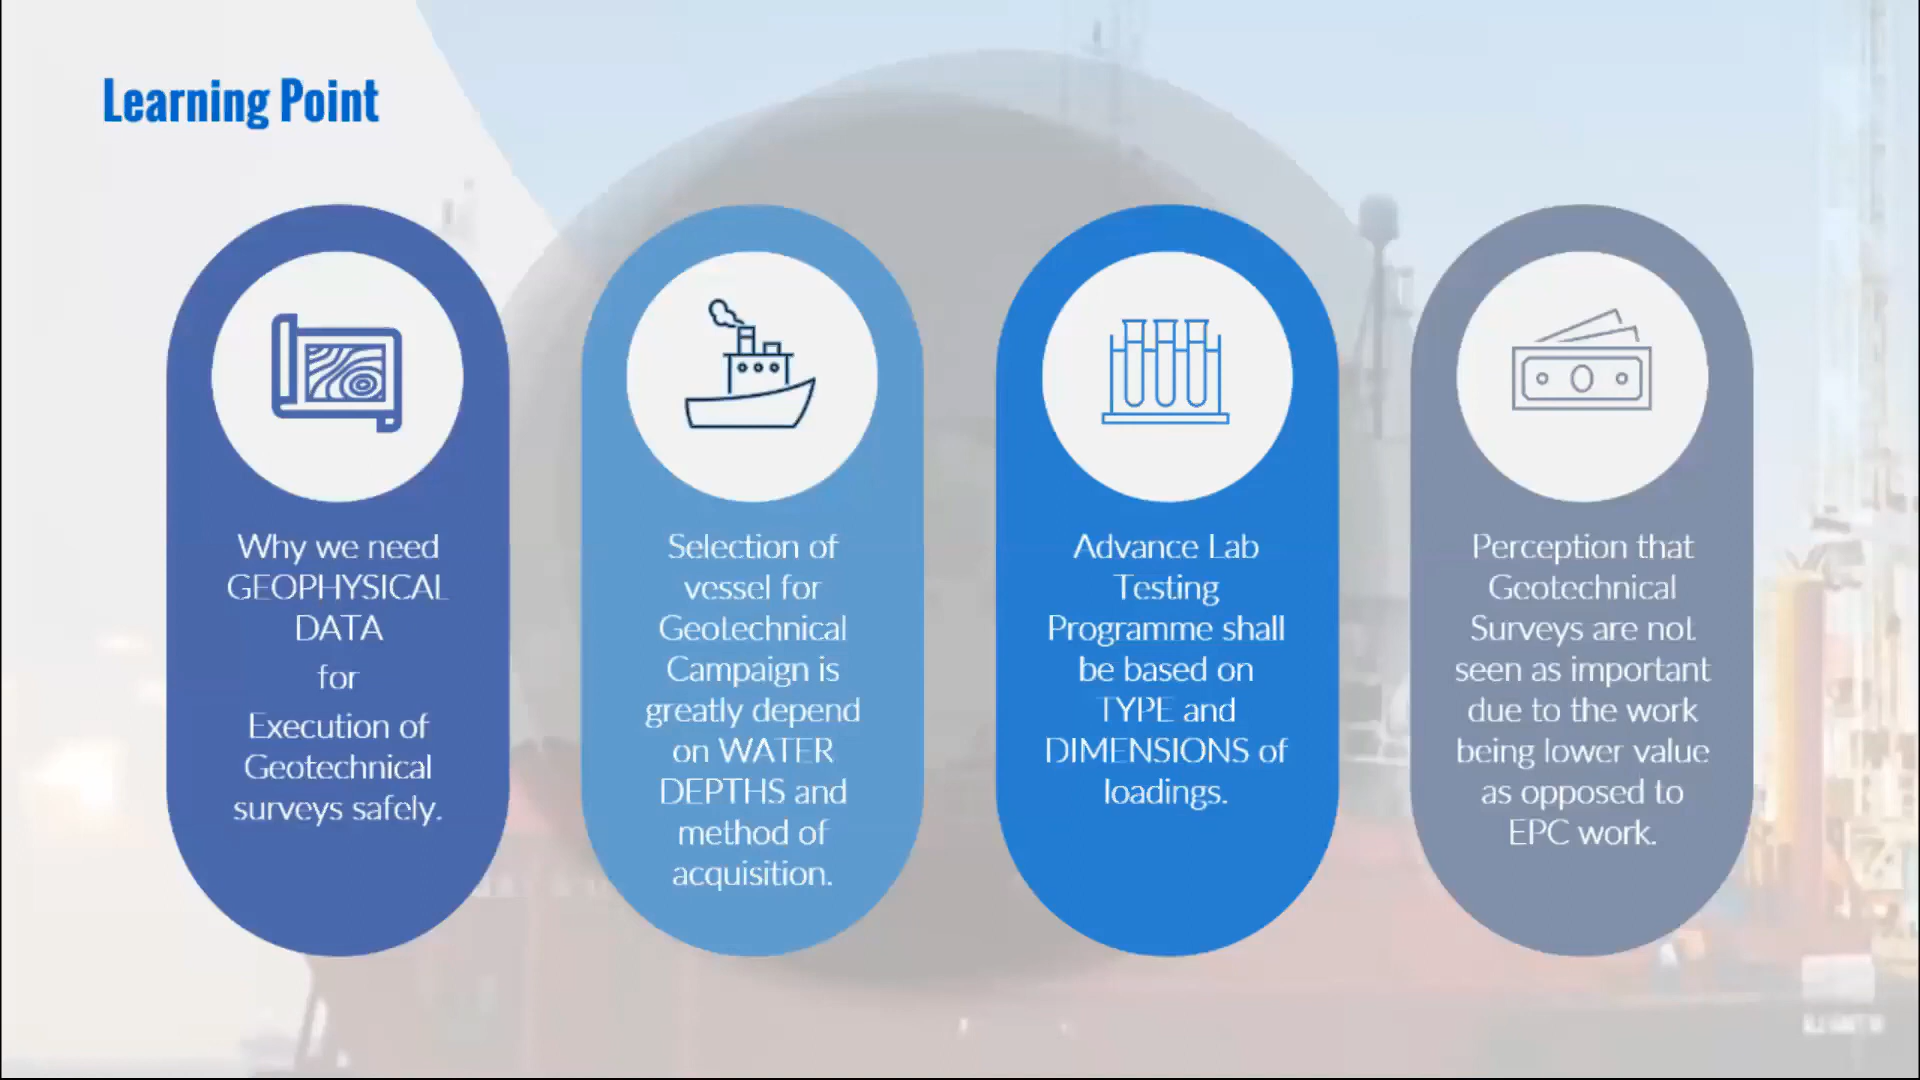 Learning Point
Why we need
GEOPHYSICAL
DATA
for
Execution of
Geotechnical
surveys safely.
Selection of
vessel for
Geotechnical
Campaign is
greatly depend
on WATER
DEPTHS and
method of
acquisition.
Advance Lab
Testing
Programme shall
be based on
TYPE and
DIMENSIONS of
loadings.
Perception that
Geotechnical
Surveys are not
seen as important
due to the work
being lower value
as opposed to
EPC work.